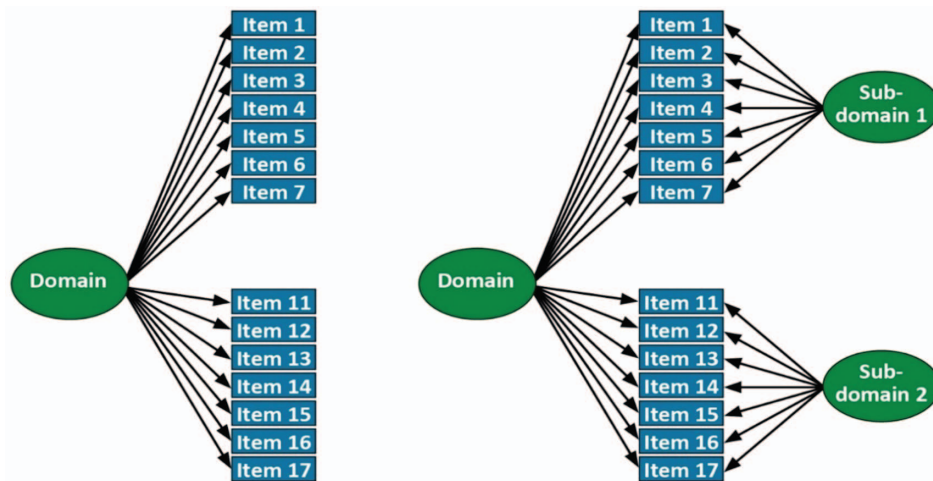 Item 1
Item 2
Item 3
Item 4
Item 5
Item 6
Item 7
Domain
Item 11
Item 12
Item 13
Item 14
Item 15
Item 16
Item 17
Item 1
Item 2
Item 3
Item 4
Item 5
Item 6
Item 7
Sub-
domain 1
Domain
Item 11
Item 12
Item 13
Item 14
Item 15
Item 16
Item 17
Sub-
domain 2